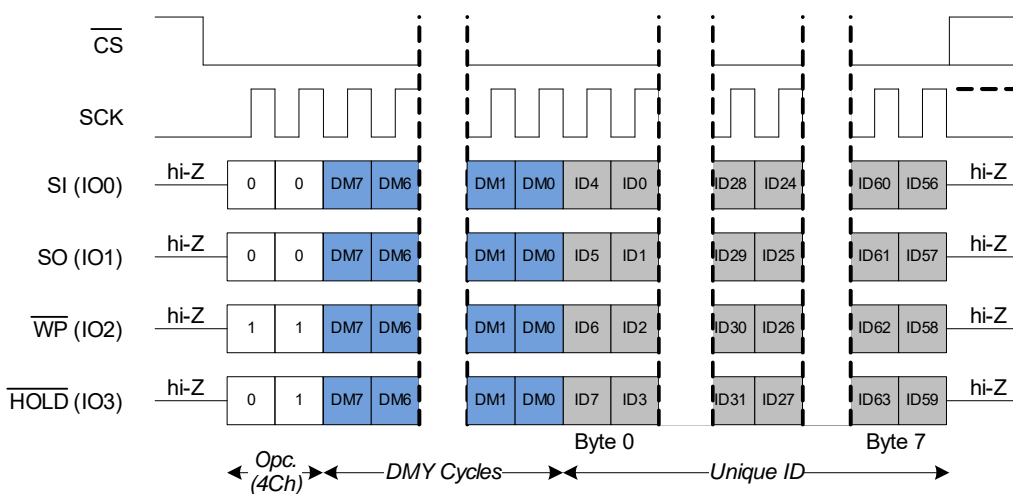 CS
SCK
SI (IO0) hi-Z 0 0 DM7 DM6 DM1 DM0 ID4 ID0 ID28 ID24 ID60 ID56 hi-Z
SO (IO1) hi-Z 0 0 DM7 DM6 DM1 DM0 ID5 ID1 ID29 ID25 ID61 ID57 hi-Z
WP (IO2) hi-Z 1 1 DM7 DM6 DM1 DM0 ID6 ID2 ID30 ID26 ID62 ID58 hi-Z
HOLD (IO3) hi-Z 0 1 DM7 DM6 DM1 DM0 ID7 ID3 ID31 ID27 ID63 ID59 hi-Z
Byte 0 Byte 7
Opc. DMY Cycles Unique ID
(4Ch)